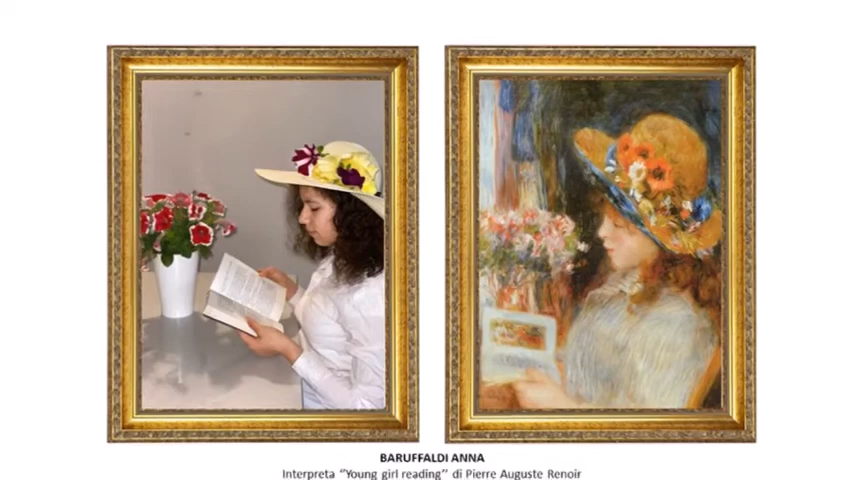 BARUFFALDI ANNA
Interpreta “Young girl reading” di Pierre Auguste Renoir